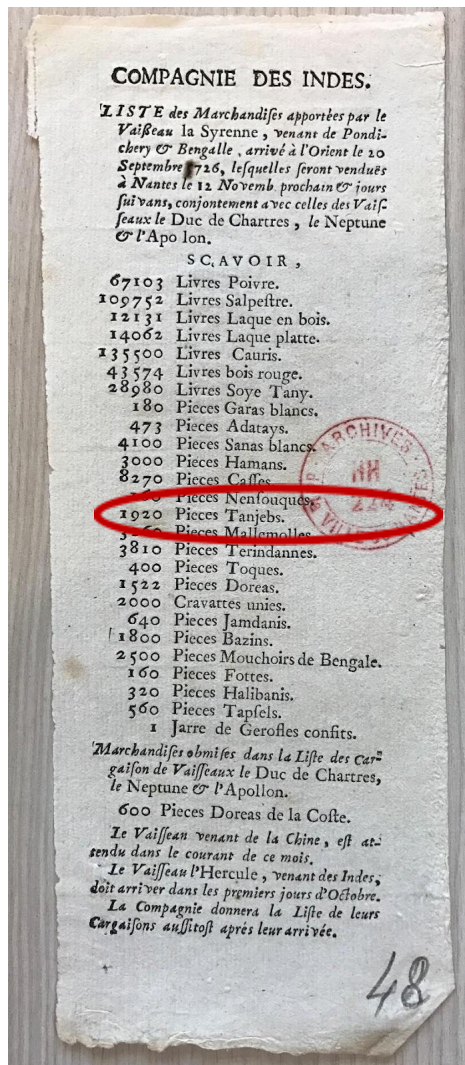 COMPAGNIE DES INDES.
LISTE des Marchandiſes apportées par le
Vaiſſeau la Syrenne, venant de Pondi-
chery & Bengalle, arrivé à l'Orient le 20
Septembre 1726, leſquelles ſeront venduës
à Nantes le 12 Novemb. prochain & jours
ſuivans, conjontement avec celles des Vaiſ-
ſeaux le Duc de Chartres, le Neptune
& l'Apo lon.
SCAVOIR,
67103 Livres Poivre.
109752 Livres Salpeſtre.
12131 Livres Laque en bois.
14062 Livres Laque platte.
135500 Livres Cauris.
43574 Livres bois rouge.
28980 Livres Soye Tany.
180 Pieces Garas blancs.
473 Pieces Adatays.
4100 Pieces Sanas blancs.
3000 Pieces Hamans.
8270 Pieces Caſſes.
160 Pieces Nenſouques.
1920 Pieces Tanjebs.
Pieces Mallemolles
3810 Pieces Terindannes.
400 Pieces Toques.
1522 Pieces Doreas.
2000 Cravattes unies.
640 Pieces Jamdanis.
1800 Pieces Bazins.
2500 Pieces Mouchoirs de Bengale.
160 Pieces Fottes.
320 Pieces Halibanis.
560 Pieces Tapſels.
1 Jarre de Gerofles confits.
Marchandiſes obmiſes dans la Liſte des Car-
gaiſon de Vaiſſeaux le Duc de Chartres,
le Neptune & l'Apollon.
600 Pieces Doreas de la Coſte.
Le Vaiſſeau venant de la Chine, eſt at-
tendu dans le courant de ce mois.
Le Vaiſſeau l'Hercule, venant des Indes,
doit arriver dans les premiers jours d'Octobre.
La Compagnie donnera la Liſte de leurs
Cargaiſons auſſitoſt aprés leur arrivée.
ARCHIVES
48